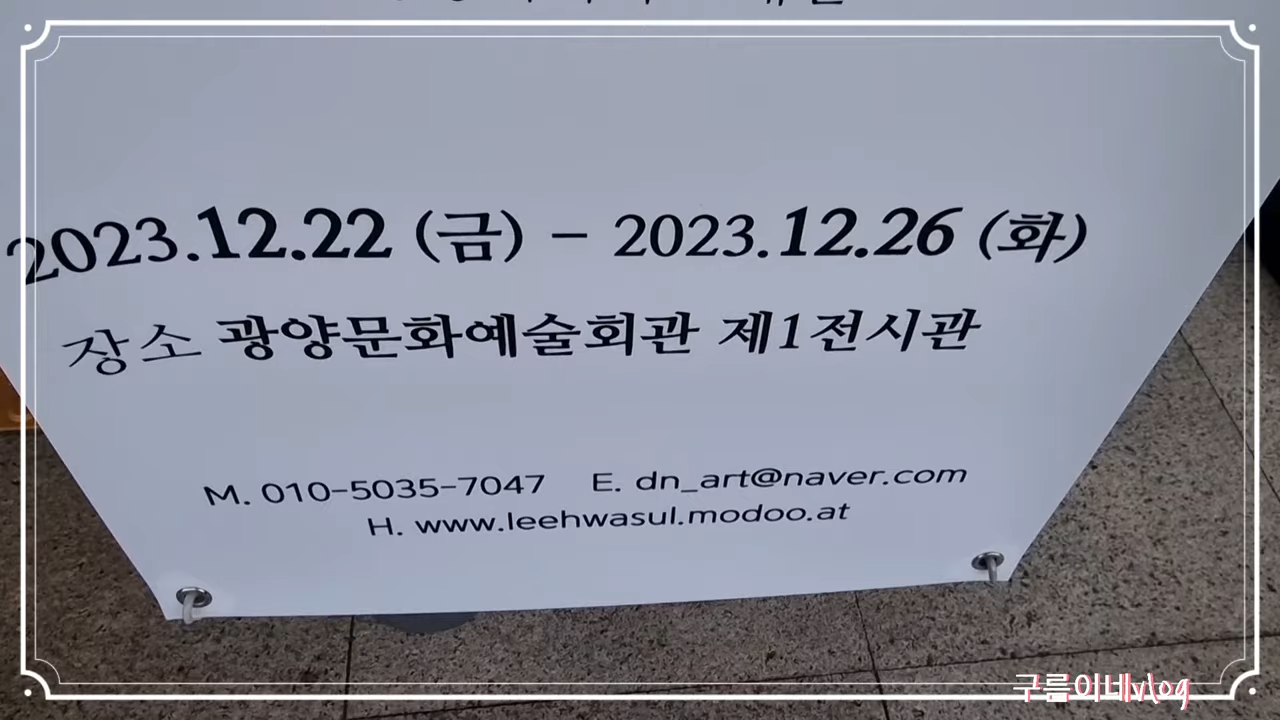 2023.12.22 (금) - 2023.12.26 (화)
장소 광양문화예술회관 제1전시관
M. 010-5035-7047 E. dn_art@naver.com
H. www.leehwasul.modoo.at
구름이네vlog